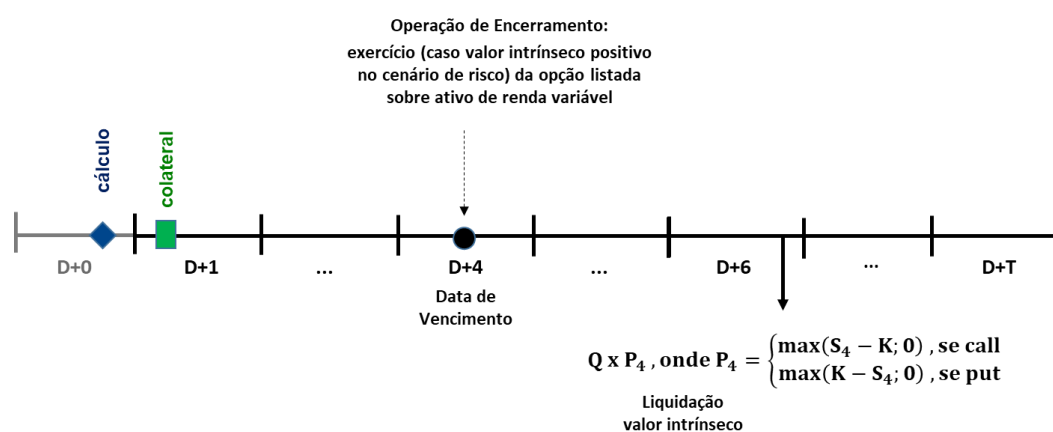 Operação de Encerramento:
exercício (caso valor intrínseco positivo
no cenário de risco) da opção listada
sobre ativo de renda variável
cálculo
colateral
D+0
D+1
...
D+4
...
D+6
...
D+T
Data de
Vencimento
Q x P₄ , onde P₄ = { max(S₄ − K; 0) , se call
max(K − S₄; 0) , se put
Liquidação
valor intrínseco